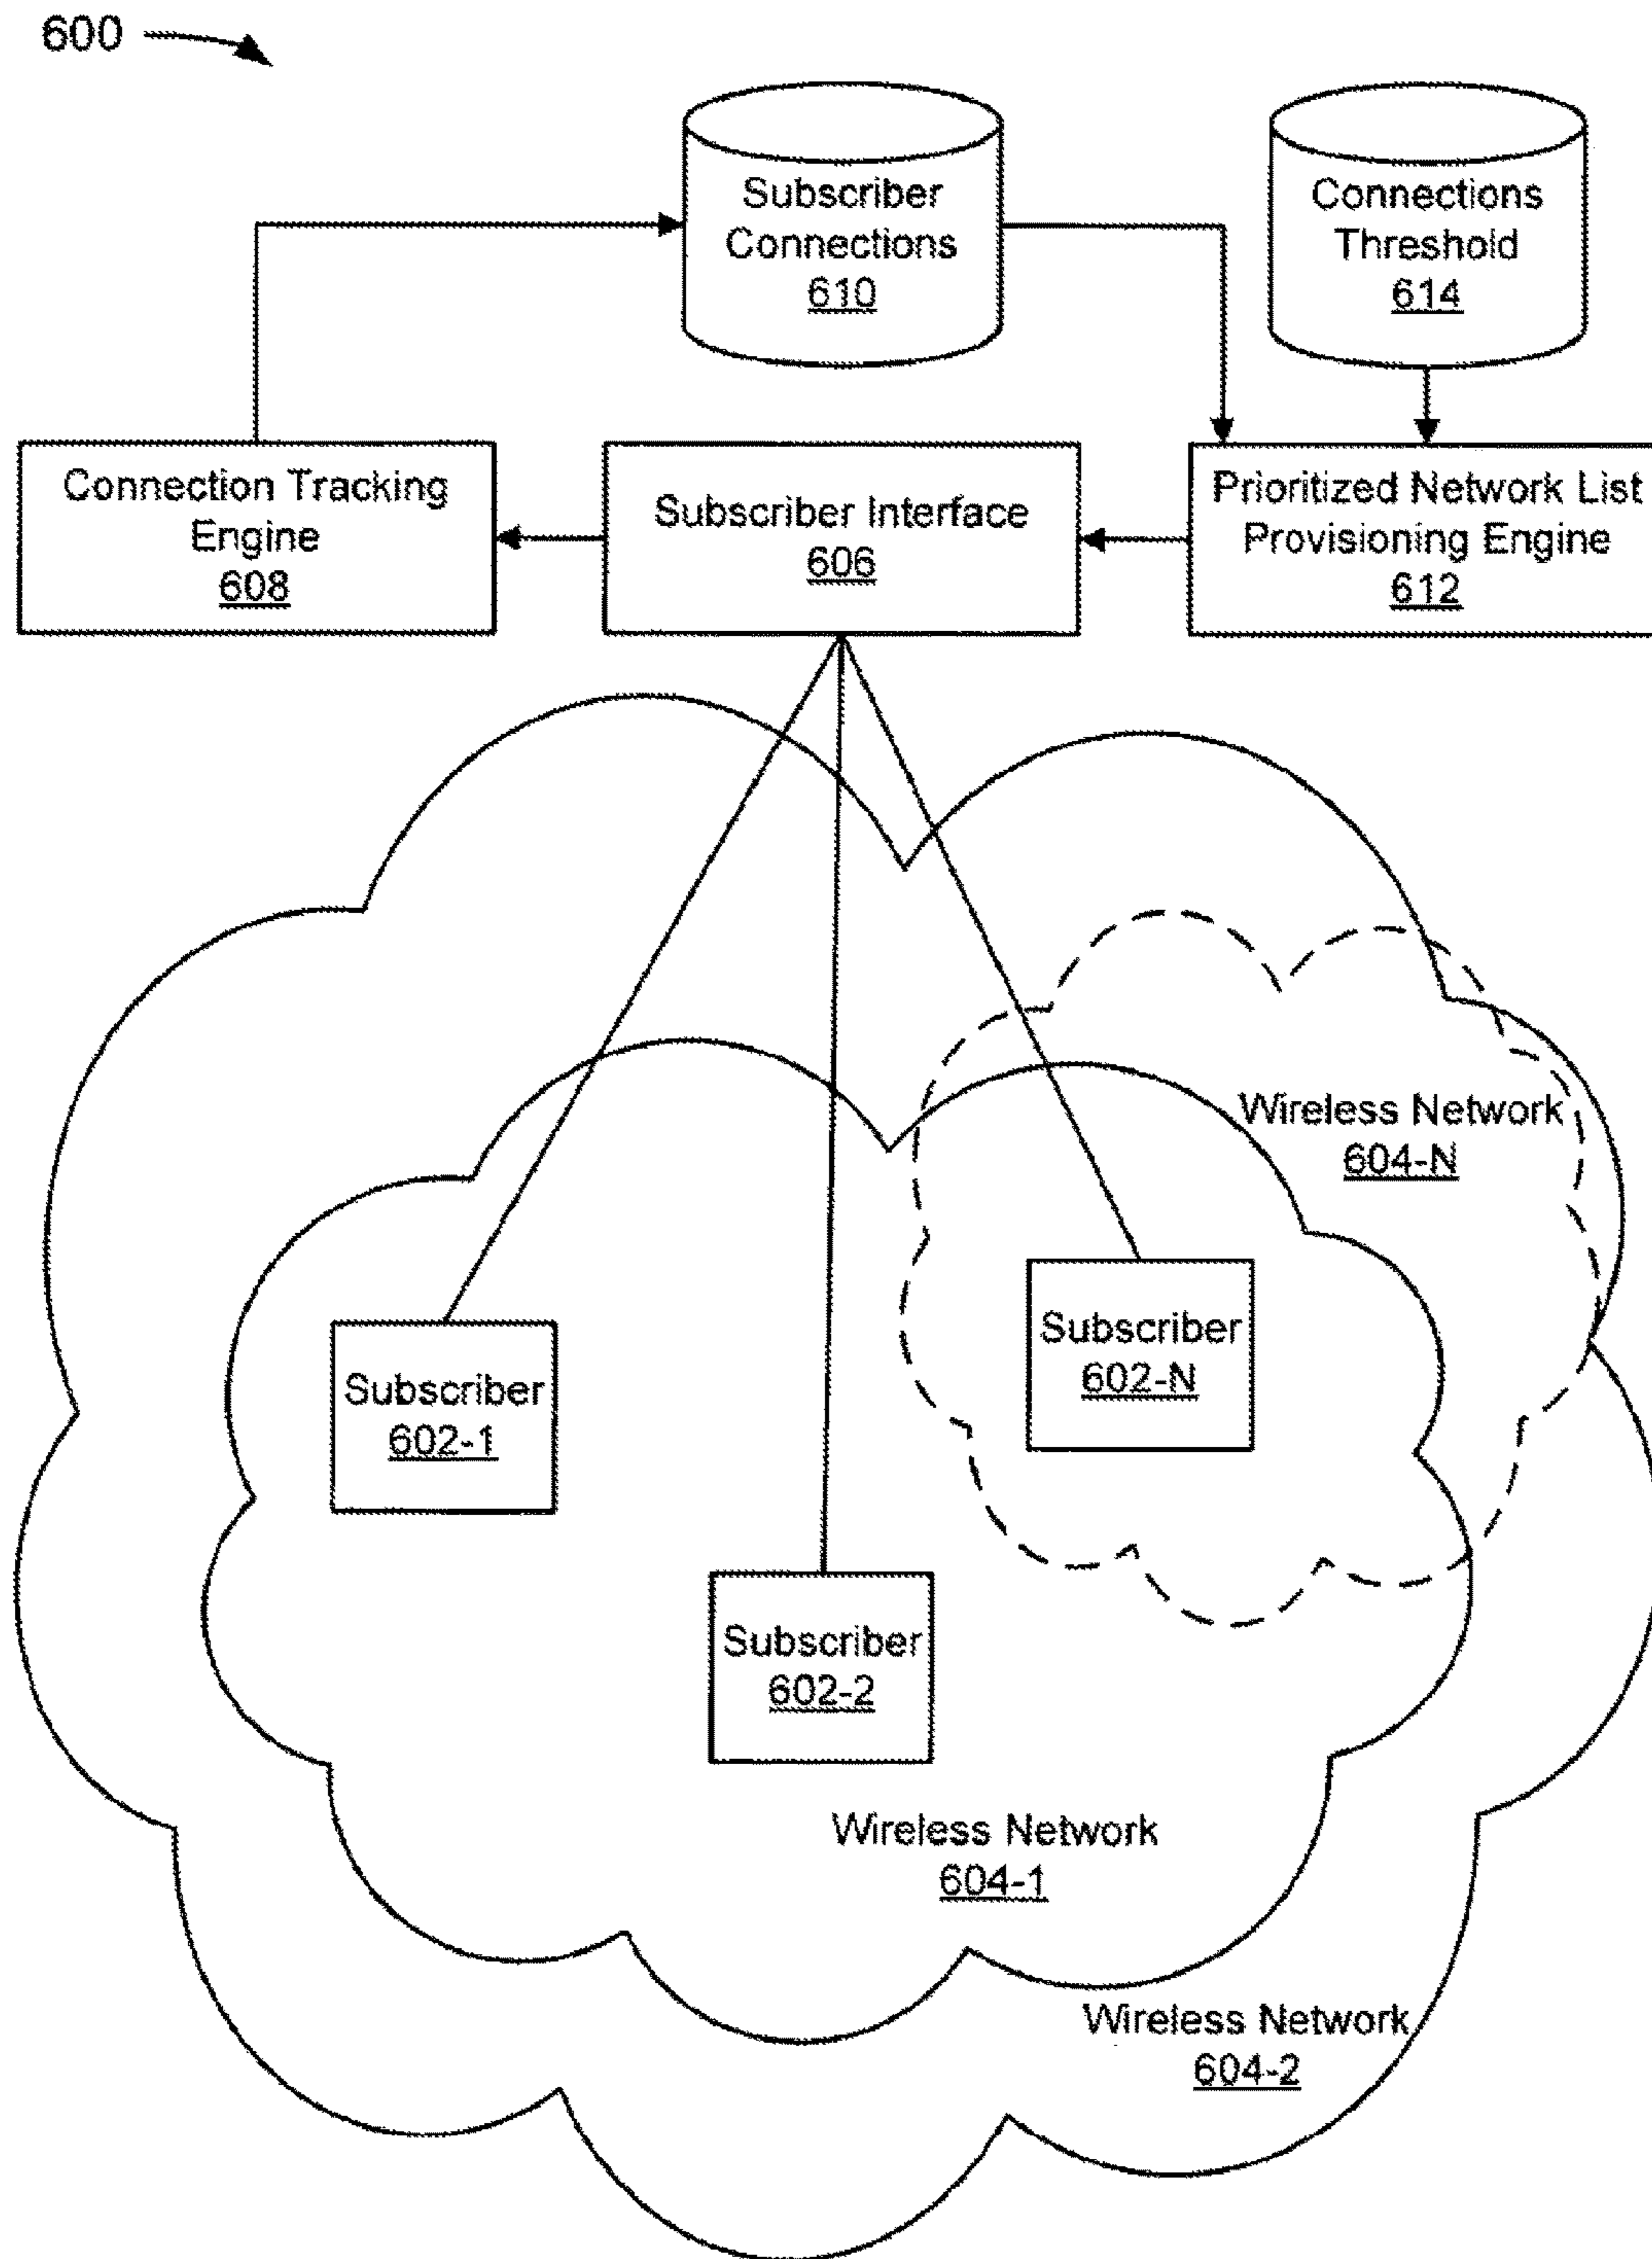 600
Subscriber
Connections
610
Connections
Threshold
614
Connection Tracking
Engine
608
Subscriber Interface
606
Prioritized Network List
Provisioning Engine
612
Wireless Network
604-N
Subscriber
602-N
Subscriber
602-1
Subscriber
602-2
Wireless Network
604-1
Wireless Network
604-2